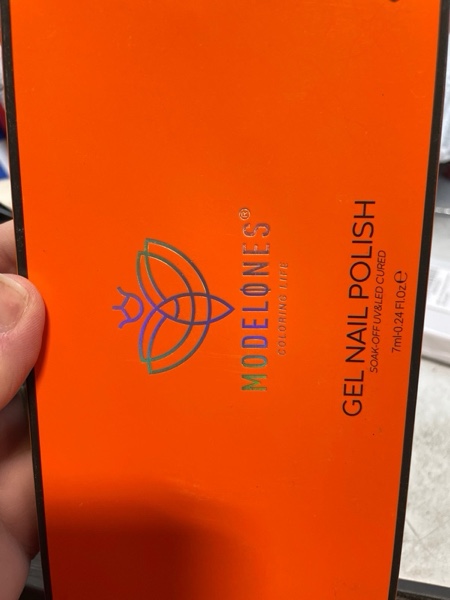 MODELONES®
COLORING LIFE
GEL NAIL POLISH
SOAK-OFF UV&LED CURED
7ml-0.24 Fl.Oz℮